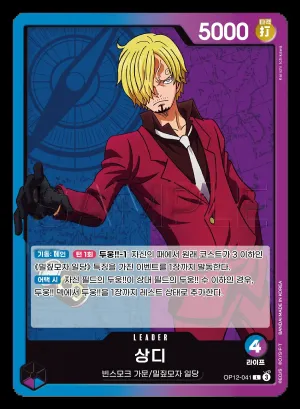 5000
타격
打
기동: 메인 턴 1회 두웅!!-1 자신의 패에서 원래 코스트가 3 이하인
《밀짚모자 일당》 특징을 가진 이벤트를 1장까지 발동한다.
어택 시 자신 필드의 두웅!!이 상대 필드의 두웅!! 수 이하인 경우,
두웅!! 덱에서 두웅!!을 1장까지 레스트 상태로 추가한다.
LEADER
상디
빈스모크 가문/밀짚모자 일당
4
라이프
OP12-041 L